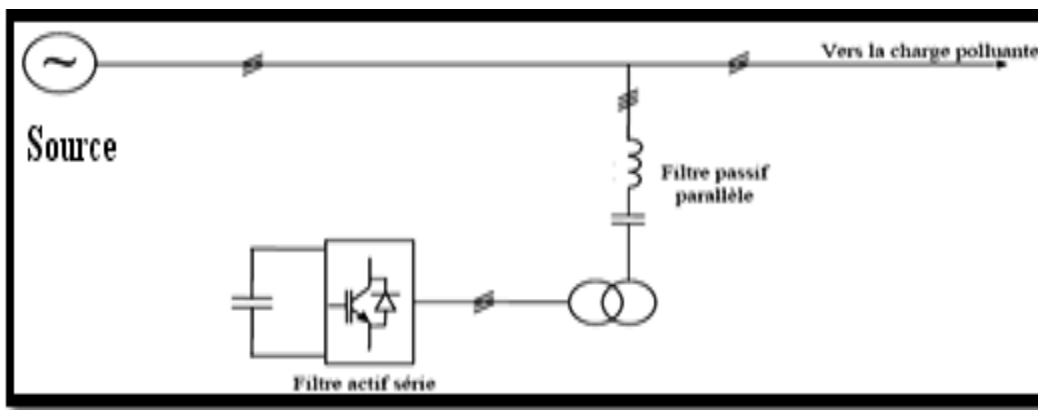 Vers la charge polluante
Source
Filtre passif
parallèle
Filtre actif série